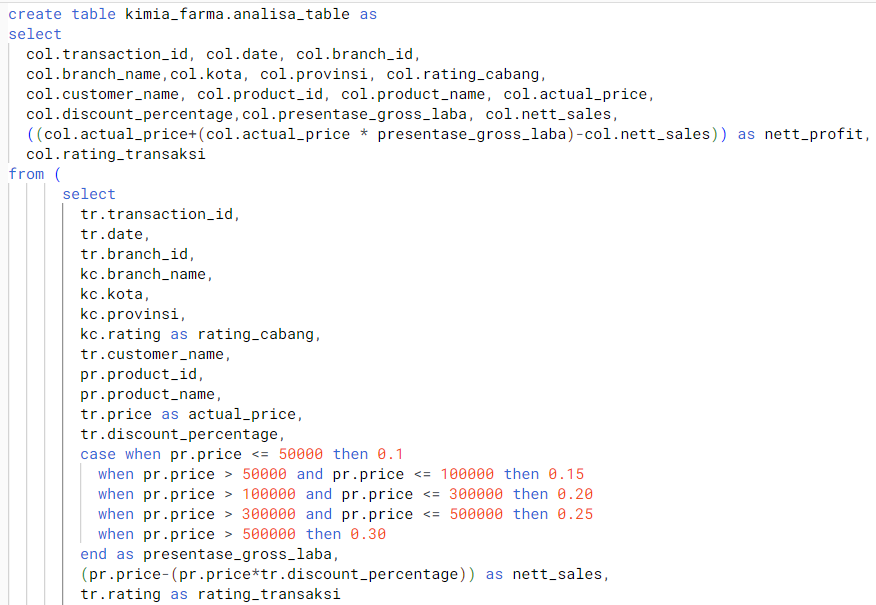 create table kimia_farma.analisa_table as
select
col.transaction_id, col.date, col.branch_id,
col.branch_name,col.kota, col.provinsi, col.rating_cabang,
col.customer_name, col.product_id, col.product_name, col.actual_price,
col.discount_percentage,col.presentase_gross_laba, col.nett_sales,
((col.actual_price+(col.actual_price * presentase_gross_laba)-col.nett_sales)) as nett_profit,
col.rating_transaksi
from (
select
tr.transaction_id,
tr.date,
tr.branch_id,
kc.branch_name,
kc.kota,
kc.provinsi,
kc.rating as rating_cabang,
tr.customer_name,
pr.product_id,
pr.product_name,
tr.price as actual_price,
tr.discount_percentage,
case when pr.price <= 50000 then 0.1
when pr.price > 50000 and pr.price <= 100000 then 0.15
when pr.price > 100000 and pr.price <= 300000 then 0.20
when pr.price > 300000 and pr.price <= 500000 then 0.25
when pr.price > 500000 then 0.30
end as presentase_gross_laba,
(pr.price-(pr.price*tr.discount_percentage)) as nett_sales,
tr.rating as rating_transaksi